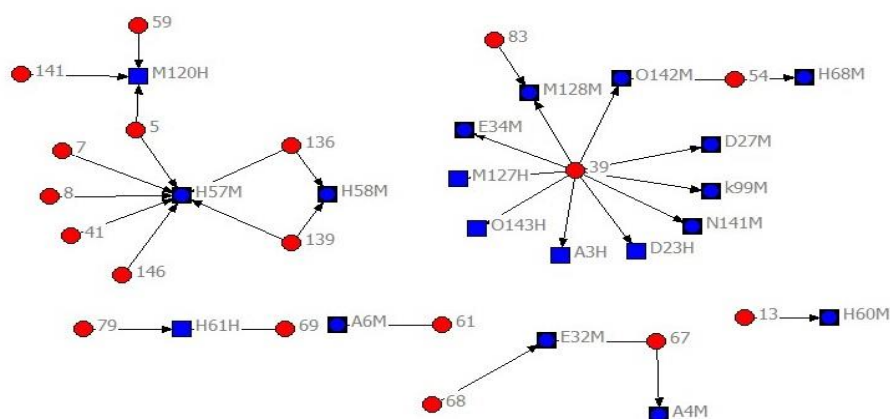 59
141
M120H
5
7
136
8
H57M
H58M
41
139
146
79
H61H
69
A6M
61
83
O142M
54
H68M
M128M
E34M
D27M
39
M127H
k99M
O143H
N141M
A3H
D23H
13
H60M
E32M
67
68
A4M